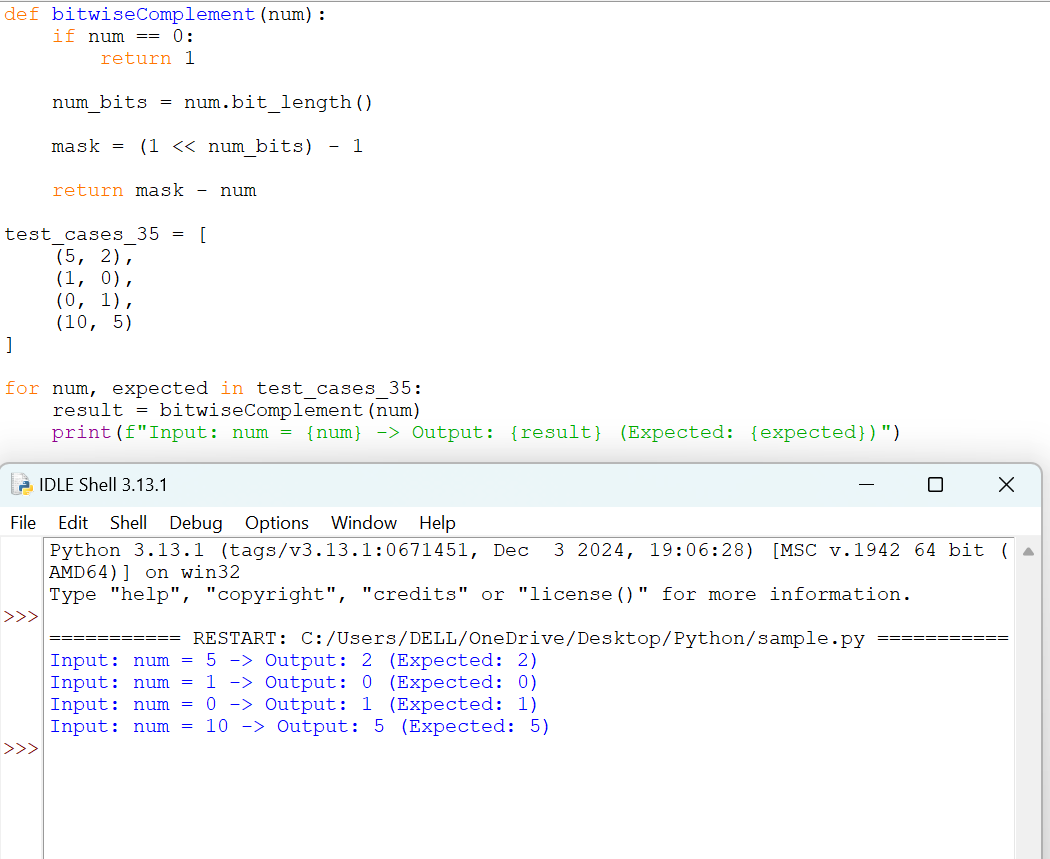 def bitwiseComplement(num):
    if num == 0:
        return 1
    num_bits = num.bit_length()
    mask = (1 << num_bits) - 1
    return mask - num
test_cases_35 = [
    (5, 2),
    (1, 0),
    (0, 1),
    (10, 5)
]
for num, expected in test_cases_35:
    result = bitwiseComplement(num)
    print(f"Input: num = {num} -> Output: {result} (Expected: {expected})")
IDLE Shell 3.13.1
File Edit Shell Debug Options Window Help
Python 3.13.1 (tags/v3.13.1:0671451, Dec  3 2024, 19:06:28) [MSC v.1942 64 bit (
AMD64)] on win32
Type "help", "copyright", "credits" or "license()" for more information.
>>>
=========== RESTART: C:/Users/DELL/OneDrive/Desktop/Python/sample.py ===========
Input: num = 5 -> Output: 2 (Expected: 2)
Input: num = 1 -> Output: 0 (Expected: 0)
Input: num = 0 -> Output: 1 (Expected: 1)
Input: num = 10 -> Output: 5 (Expected: 5)
>>>